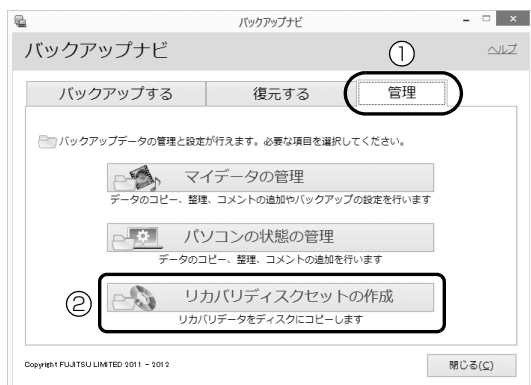 バックアップナビ
バックアップナビ
①
ヘルプ
バックアップする
復元する
管理
バックアップデータの管理と設定が行えます。必要な項目を選択してください。
マイデータの管理
データのコピー、整理、コメントの追加やバックアップの設定を行います
パソコンの状態の管理
データのコピー、整理、コメントの追加を行います
②
リカバリディスクセットの作成
リカバリデータをディスクにコピーします
Copyright FUJITSU LIMITED 2011 - 2012
閉じる(C)